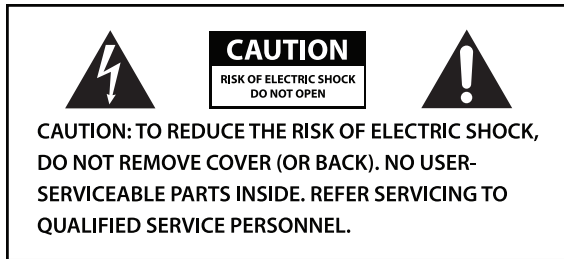 CAUTION
RISK OF ELECTRIC SHOCK
DO NOT OPEN
CAUTION: TO REDUCE THE RISK OF ELECTRIC SHOCK,
DO NOT REMOVE COVER (OR BACK). NO USER-
SERVICEABLE PARTS INSIDE. REFER SERVICING TO
QUALIFIED SERVICE PERSONNEL.